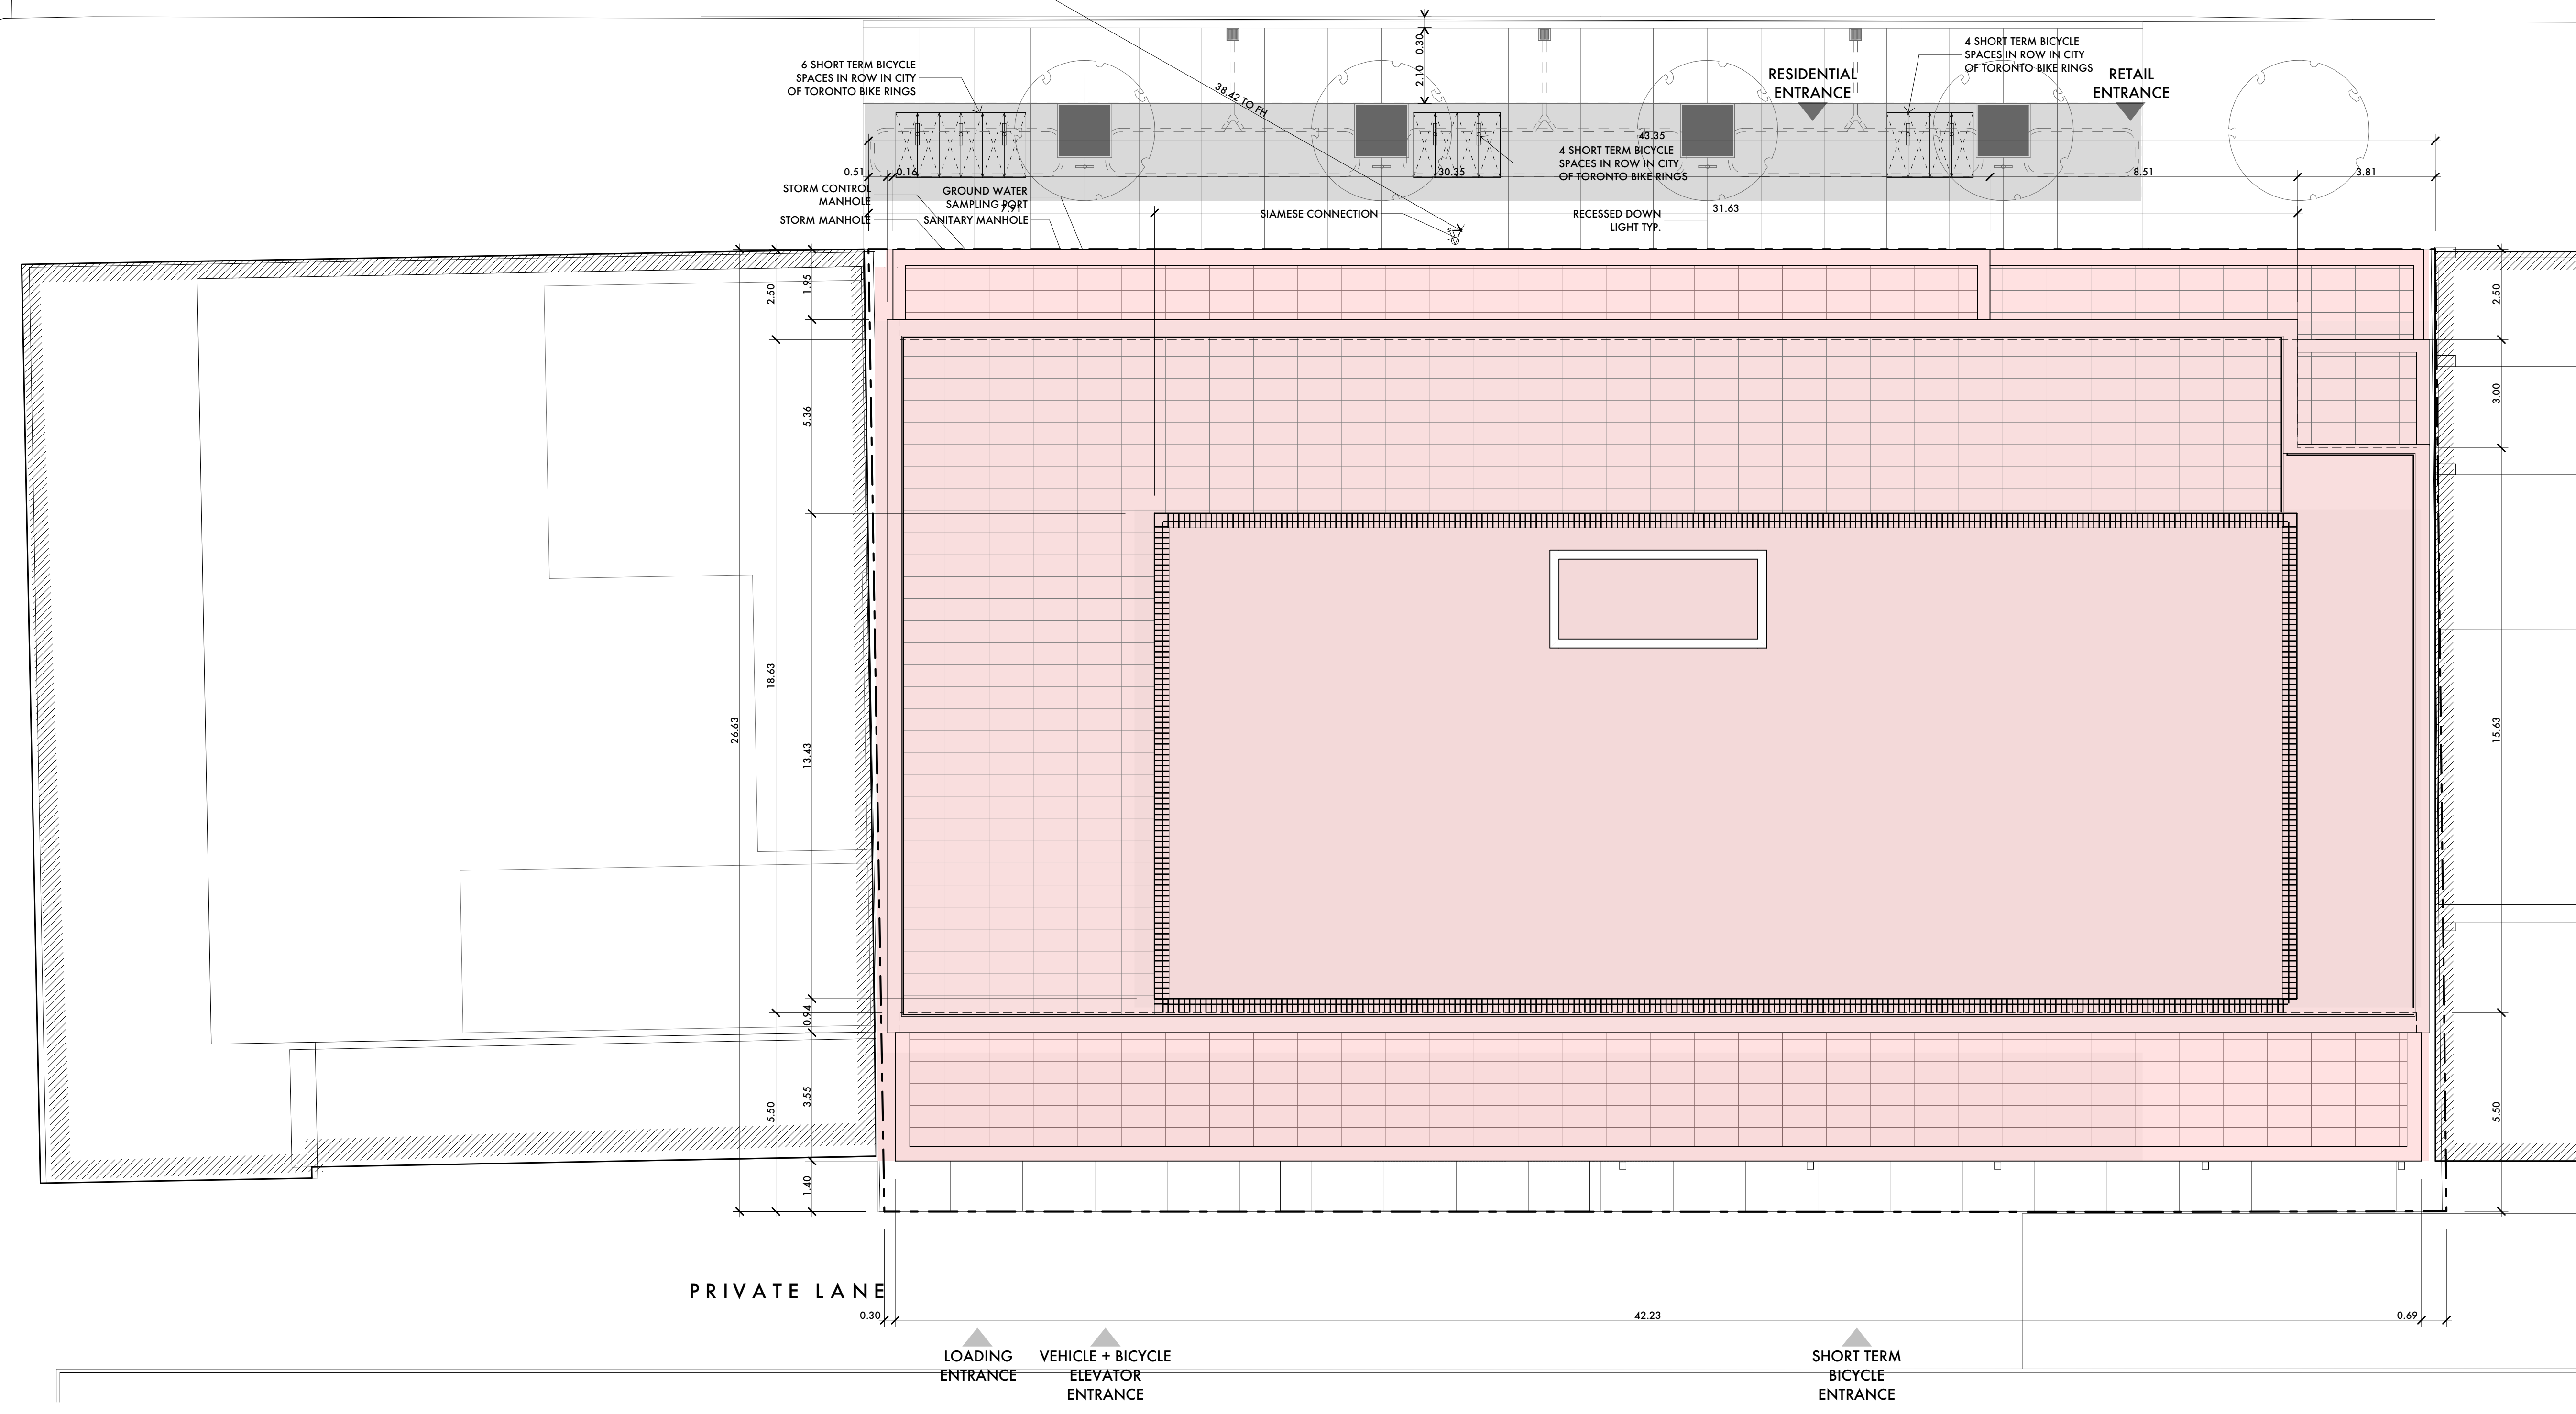 6 SHORT TERM BICYCLE
SPACES IN ROW IN CITY
OF TORONTO BIKE RINGS
2.10
0.30
38.42 TO FH
RESIDENTIAL
ENTRANCE
4 SHORT TERM BICYCLE
SPACES IN ROW IN CITY
OF TORONTO BIKE RINGS
RETAIL
ENTRANCE
43.35
4 SHORT TERM BICYCLE
SPACES IN ROW IN CITY
OF TORONTO BIKE RINGS
0.51
0.16
30.35
8.51
3.81
STORM CONTROL
MANHOLE
GROUND WATER
SAMPLING PORT
7.91
31.63
STORM MANHOLE
SANITARY MANHOLE
SIAMESE CONNECTION
RECESSED DOWN
LIGHT TYP.
2.50
1.95
2.50
5.36
3.00
18.63
26.63
13.43
15.63
0.94
3.55
5.50
5.50
1.40
PRIVATE LANE
0.30
42.23
0.69
LOADING
ENTRANCE
VEHICLE + BICYCLE
ELEVATOR
ENTRANCE
SHORT TERM
BICYCLE
ENTRANCE